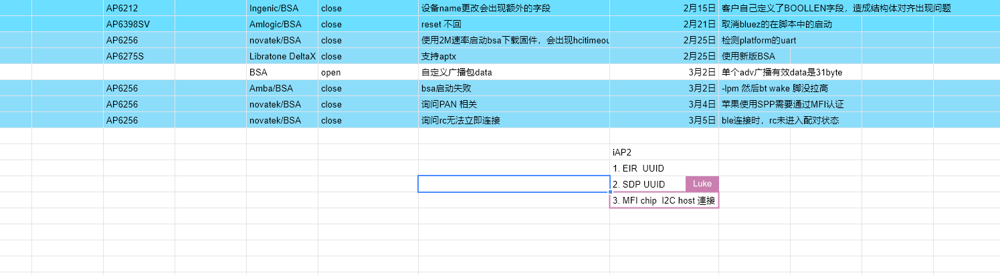 AP6212 Ingenic/BSA close 设备name更改会出现额外的字段 2月15日 客户自己定义了BOOLLEN字段，造成结构体对齐出现问题
AP6398SV Amlogic/BSA close reset 不回 2月21日 取消bluez的在脚本中的启动
AP6256 novatek/BSA close 使用2M速率启动bsa下载固件，会出现hcitimeou 2月25日 检测platform的uart
AP6275S Libratone DeltaX close 支持aptx 2月25日 使用新版BSA
BSA open 自定义广播包data 3月2日 单个adv广播有效data是31byte
AP6256 Amba/BSA close bsa启动失败 3月2日 -lpm 然后bt wake 脚没拉高
AP6256 novatek/BSA close 询问PAN 相关 3月4日 苹果使用SPP需要通过MFI认证
AP6256 novatek/BSA close 询问rc无法立即连接 3月5日 ble连接时，rc未进入配对状态
iAP2
1. EIR  UUID
2. SDP UUID Luke
3. MFI chip  I2C host 連接